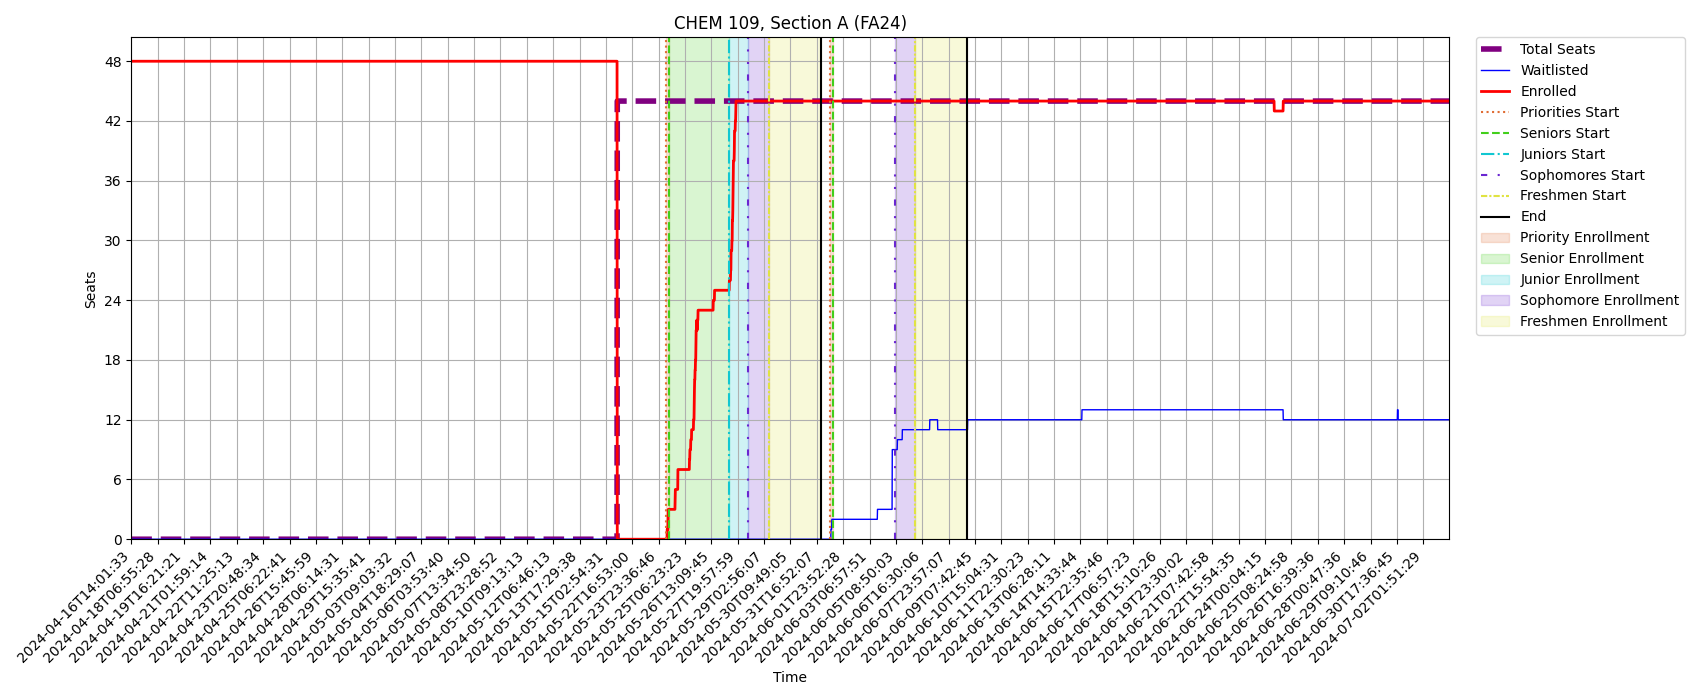 CHEM 109, Section A (FA24)
Seats
48
42
36
30
24
18
12
6
0
2024-04-16T14:01:33
2024-04-18T06:55:28
2024-04-19T16:21:21
2024-04-21T01:59:14
2024-04-22T11:25:13
2024-04-23T20:48:34
2024-04-25T06:22:41
2024-04-26T15:45:59
2024-04-28T06:14:31
2024-04-29T15:35:41
2024-05-03T09:03:32
2024-05-04T18:29:07
2024-05-06T03:53:40
2024-05-07T13:34:50
2024-05-08T23:28:52
2024-05-10T09:13:13
2024-05-12T06:46:13
2024-05-13T17:29:38
2024-05-15T02:54:31
2024-05-22T16:53:00
2024-05-23T23:36:46
2024-05-25T06:23:23
2024-05-26T13:09:45
2024-05-27T19:57:59
2024-05-29T02:56:07
2024-05-30T09:49:05
2024-05-31T16:52:07
2024-06-01T23:52:28
2024-06-03T06:57:51
2024-06-05T08:50:03
2024-06-06T16:30:06
2024-06-07T23:57:07
2024-06-09T07:42:45
2024-06-10T15:04:31
2024-06-11T22:30:23
2024-06-13T06:28:11
2024-06-14T14:33:44
2024-06-15T22:35:46
2024-06-17T06:57:23
2024-06-18T15:10:26
2024-06-19T23:30:02
2024-06-21T07:42:58
2024-06-22T15:54:35
2024-06-24T00:04:15
2024-06-25T08:24:58
2024-06-26T16:39:36
2024-06-28T00:47:36
2024-06-29T09:10:46
2024-06-30T17:36:45
2024-07-02T01:51:29
Time
Total Seats
Waitlisted
Enrolled
Priorities Start
Seniors Start
Juniors Start
Sophomores Start
Freshmen Start
End
Priority Enrollment
Senior Enrollment
Junior Enrollment
Sophomore Enrollment
Freshmen Enrollment